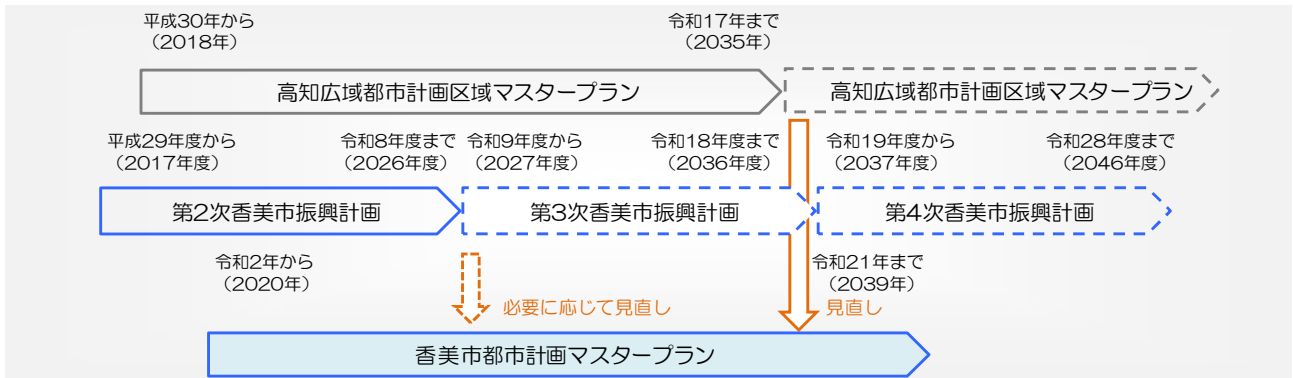 平成30年から
(2018年)
令和17年まで
(2035年)
高知広域都市計画区域マスタープラン
高知広域都市計画区域マスタープラン
平成29年度から
(2017年度)
令和8年度まで
(2026年度)
令和9年度から
(2027年度)
令和18年度まで
(2036年度)
令和19年度から
(2037年度)
令和28年度まで
(2046年度)
第2次香美市振興計画
第3次香美市振興計画
第4次香美市振興計画
令和2年から
(2020年)
令和21年まで
(2039年)
必要に応じて見直し
見直し
香美市都市計画マスタープラン